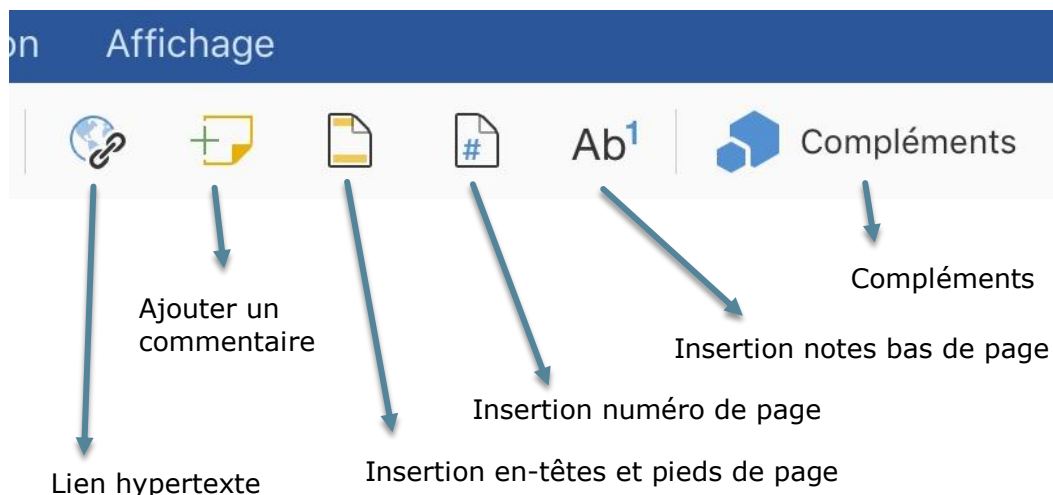 on Affichage
# Ab¹ Compléments
Compléments
Ajouter un
commentaire
Insertion notes bas de page
Insertion numéro de page
Insertion en-têtes et pieds de page
Lien hypertexte